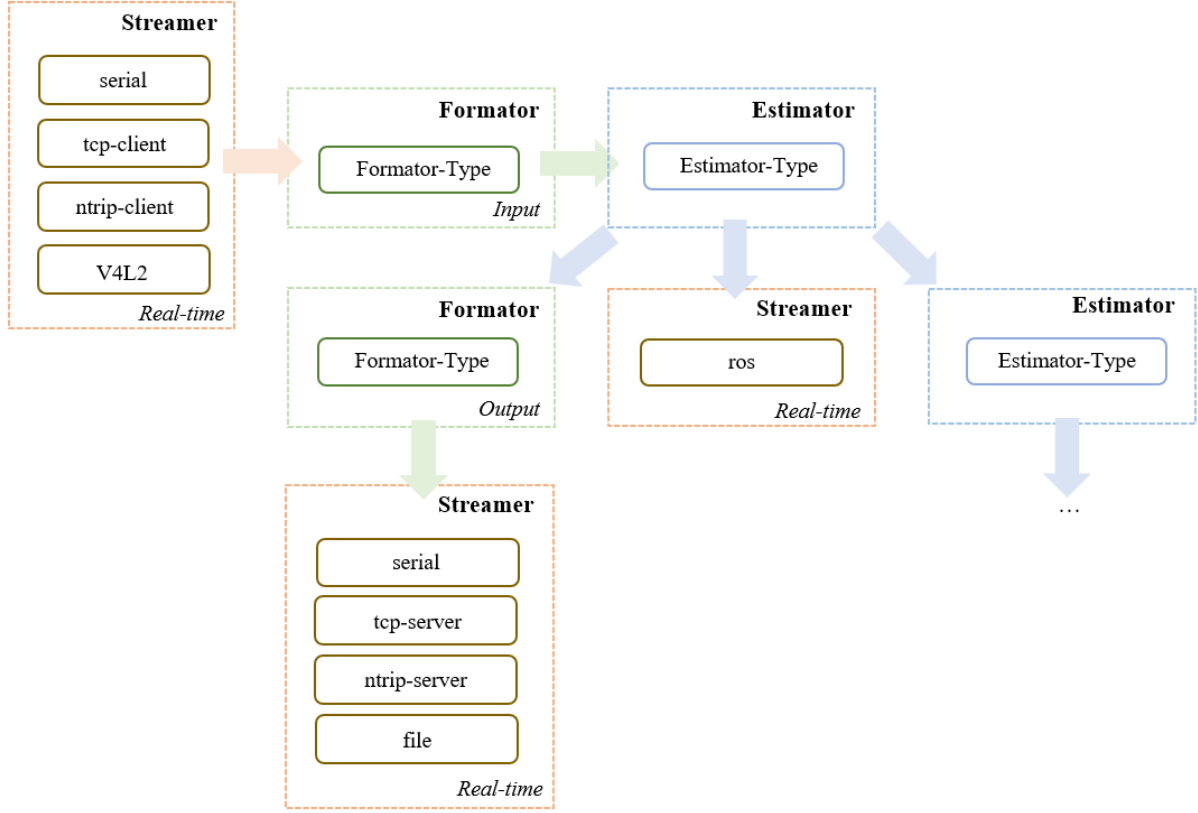 Streamer
serial
tcp-client
ntrip-client
V4L2
Real-time
Formator
Formator-Type
Input
Estimator
Estimator-Type
Formator
Formator-Type
Output
Streamer
ros
Real-time
Estimator
Estimator-Type
…
Streamer
serial
tcp-server
ntrip-server
file
Real-time